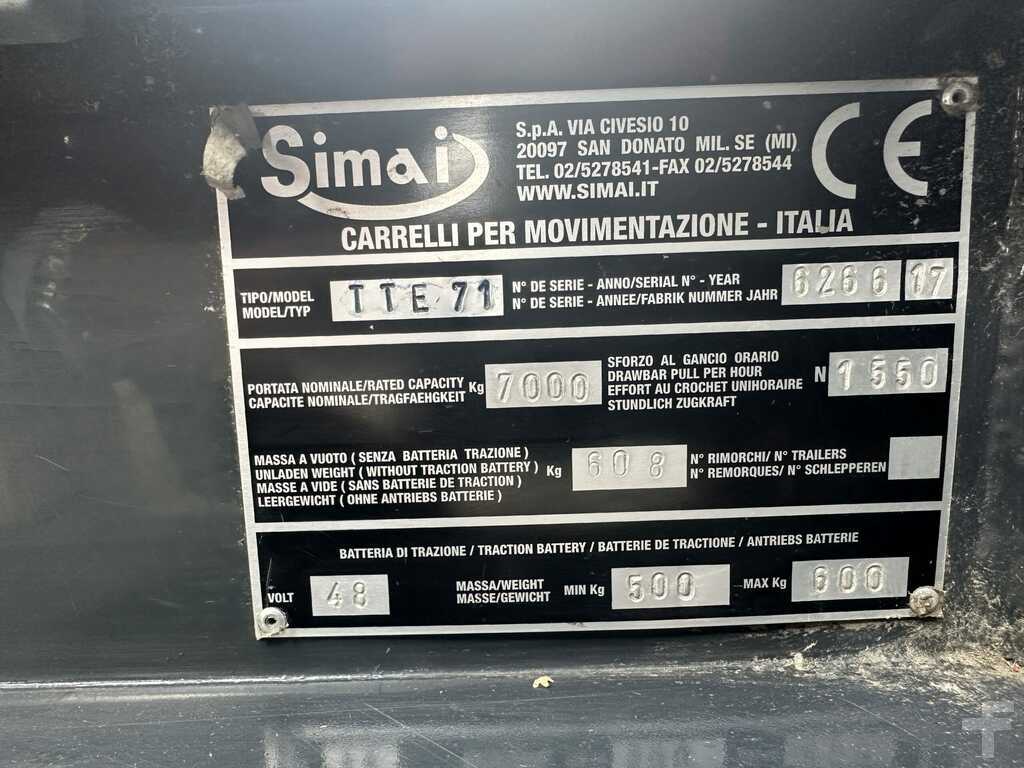 Simai
S.p.A. VIA CIVESIO 10
20097 SAN DONATO MIL. SE (MI)
TEL. 02/5278541-FAX 02/5278544
WWW.SIMAI.IT
CE
CARRELLI PER MOVIMENTAZIONE - ITALIA
TIPO/MODEL
MODEL/TYP
TTE 71
N° DE SERIE - ANNO/SERIAL N° - YEAR
N° DE SERIE - ANNEE/FABRIK NUMMER JAHR
6266 17
PORTATA NOMINALE/RATED CAPACITY
CAPACITE NOMINALE/TRAGFAEHGKEIT
Kg 7000
SFORZO AL GANCIO ORARIO
DRAWBAR PULL PER HOUR
EFFORT AU CROCHET UNIHORAIRE
STUNDLICH ZUGKRAFT
N 1550
MASSA A VUOTO ( SENZA BATTERIA TRAZIONE )
UNLADEN WEIGHT ( WITHOUT TRACTION BATTERY )
MASSE A VIDE ( SANS BATTERIE DE TRACTION )
LEERGEWICHT ( OHNE ANTRIEBS BATTERIE )
Kg 608
N° RIMORCHI/ N° TRAILERS
N° REMORQUES/ N° SCHLEPPEREN
BATTERIA DI TRAZIONE / TRACTION BATTERY / BATTERIE DE TRACTIONE / ANTRIEBS BATTERIE
VOLT 48
MASSA/WEIGHT
MASSE/GEWICHT
MIN Kg 500
MAX Kg 600